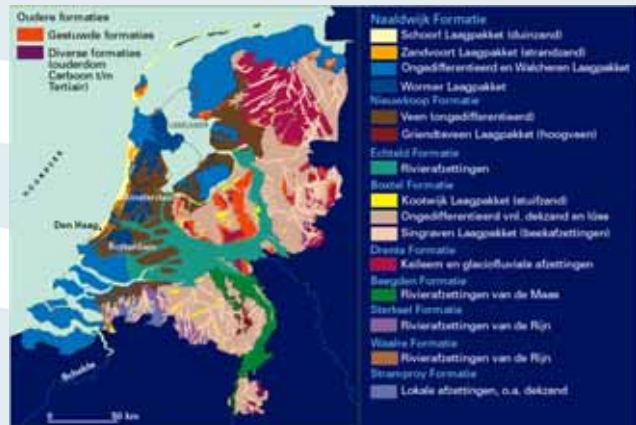 Oudere formaties
Gestuwde formaties
Diverse formaties
(ouderdom
Carboon t/m
Tertiair)
NOORDZEE
IJsselmeer
Amsterdam
Den Haag
Rotterdam
Schelde
0 50 km
Naaldwijk Formatie
Schoorl Laagpakket (duinzand)
Zandvoort Laagpakket (strandzand)
Ongedifferentieerd en Walcheren Laagpakket
Wormer Laagpakket
Nieuwkoop Formatie
Veen (ongedifferentieerd)
Griendtsveen Laagpakket (hoogveen)
Echteld Formatie
Rivierafzettingen
Boxtel Formatie
Kootwijk Laagpakket (stuifzand)
Ongedifferentieerd vnl. dekzand en löss
Singraven Laagpakket (beekafzettingen)
Drente Formatie
Keileem en glaciofluviale afzettingen
Beegden Formatie
Rivierafzettingen van de Maas
Sterksel Formatie
Rivierafzettingen van de Rijn
Waalre Formatie
Rivierafzettingen van de Rijn
Stramproy Formatie
Lokale afzettingen, o.a. dekzand